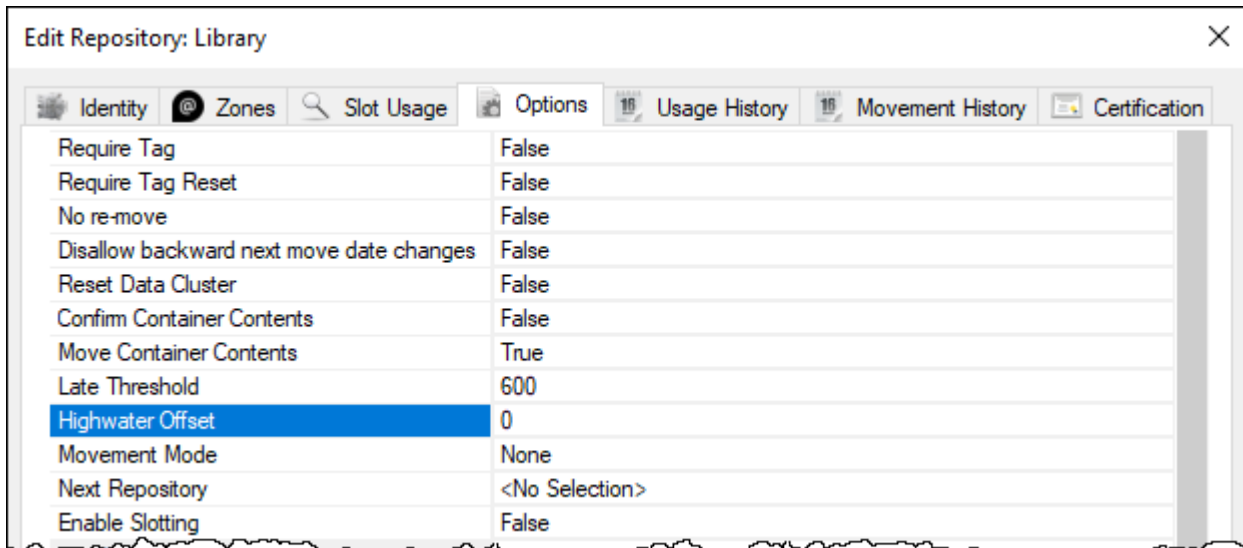 Edit Repository: Library
Identity Zones Slot Usage Options Usage History Movement History Certification
Require Tag False
Require Tag Reset False
No re-move False
Disallow backward next move date changes False
Reset Data Cluster False
Confirm Container Contents False
Move Container Contents True
Late Threshold 600
Highwater Offset 0
Movement Mode None
Next Repository <No Selection>
Enable Slotting False